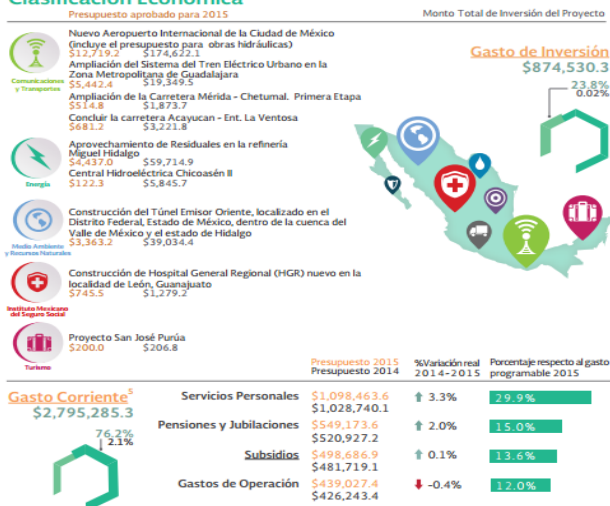 Clasificación Económica
Presupuesto aprobado para 2015
Monto Total de Inversión del Proyecto
Nuevo Aeropuerto Internacional de la Ciudad de México
(incluye el presupuesto para obras hidráulicas)
$12,719.2 $174,622.1
Ampliación del Sistema del Tren Eléctrico Urbano en la
Zona Metropolitana de Guadalajara
$5,442.4 $19,349.5
Ampliación de la Carretera Mérida - Chetumal. Primera Etapa
$514.8 $1,873.7
Concluir la carretera Acayucan - Ent. La Ventosa
$681.2 $3,221.8
Comunicaciones
y Transportes
Gasto de Inversión
$874,530.3
23.8%
0.02%
Aprovechamiento de Residuales en la refinería
Miguel Hidalgo
$4,437.0 $59,714.9
Central Hidroeléctrica Chicoasén II
$122.3 $5,845.7
Energía
Construcción del Túnel Emisor Oriente, localizado en el
Distrito Federal, Estado de México, dentro de la cuenca del
Valle de México y el estado de Hidalgo
$3,363.2 $39,034.4
Medio Ambiente
y Recursos Naturales
Construcción de Hospital General Regional (HGR) nuevo en la
localidad de León, Guanajuato
$745.5 $1,279.2
Instituto Mexicano
del Seguro Social
Proyecto San José Purúa
$200.0 $206.8
Turismo
Presupuesto 2015
Presupuesto 2014
%Variación real
2014-2015
Porcentaje respecto al gasto
programable 2015
Gasto Corriente5
$2,795,285.3
76.2%
2.1%
Servicios Personales $1,098,463.6 3.3% 29.9%
$1,028,740.1
Pensiones y Jubilaciones $549,173.6 2.0% 15.0%
$520,927.2
Subsidios $498,686.9 0.1% 13.6%
$481,719.1
Gastos de Operación $439,027.4 -0.4% 12.0%
$426,243.4